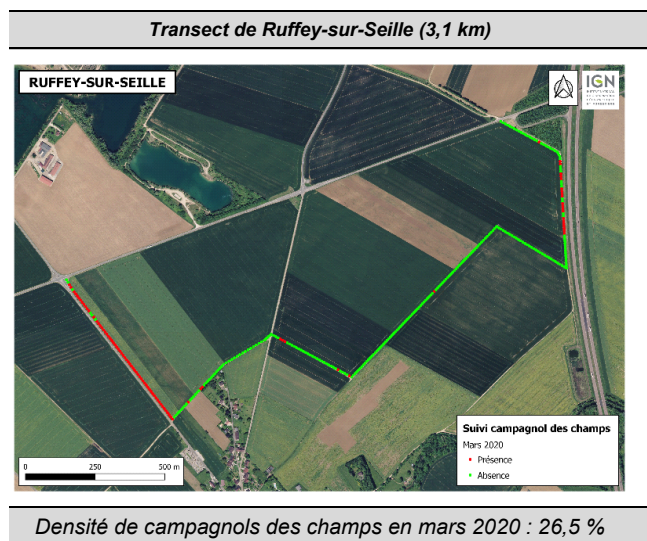 Transect de Ruffey-sur-Seille (3,1 km)
RUFFEY-SUR-SEILLE
IGN
Suivi campagnol des champs
Mars 2020
Présence
Absence
0 250 500 m
Densité de campagnols des champs en mars 2020 : 26,5 %